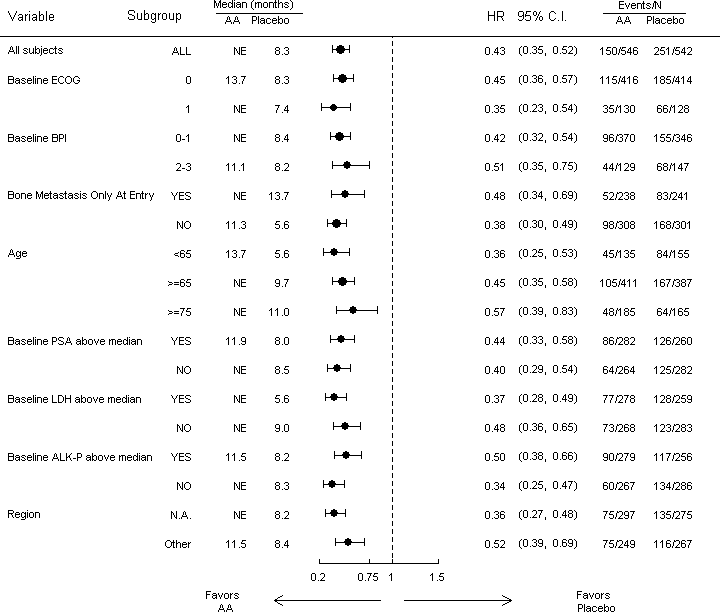 Median (months) Events/N
Variable Subgroup AA Placebo HR 95% C.I. AA Placebo
All subjects ALL NE 8.3 0.43 (0.35, 0.52) 150/546 251/542
Baseline ECOG 0 13.7 8.3 0.45 (0.36, 0.57) 115/416 185/414
1 NE 7.4 0.35 (0.23, 0.54) 35/130 66/128
Baseline BPI 0-1 NE 8.4 0.42 (0.32, 0.54) 96/370 155/346
2-3 11.1 8.2 0.51 (0.35, 0.75) 44/129 68/147
Bone Metastasis Only At Entry YES NE 13.7 0.48 (0.34, 0.69) 52/238 83/241
NO 11.3 5.6 0.38 (0.30, 0.49) 98/308 168/301
Age <65 13.7 5.6 0.36 (0.25, 0.53) 45/135 84/155
>=65 NE 9.7 0.45 (0.35, 0.58) 105/411 167/387
>=75 NE 11.0 0.57 (0.39, 0.83) 48/185 64/165
Baseline PSA above median YES 11.9 8.0 0.44 (0.33, 0.58) 86/282 126/260
NO NE 8.5 0.40 (0.29, 0.54) 64/264 125/282
Baseline LDH above median YES NE 5.6 0.37 (0.28, 0.49) 77/278 128/259
NO NE 9.0 0.48 (0.36, 0.65) 73/268 123/283
Baseline ALK-P above median YES 11.5 8.2 0.50 (0.38, 0.66) 90/279 117/256
NO NE 8.3 0.34 (0.25, 0.47) 60/267 134/286
Region N.A. NE 8.2 0.36 (0.27, 0.48) 75/297 135/275
Other 11.5 8.4 0.52 (0.39, 0.69) 75/249 116/267
0.2 0.75 1 1.5
Favors Favors
AA Placebo